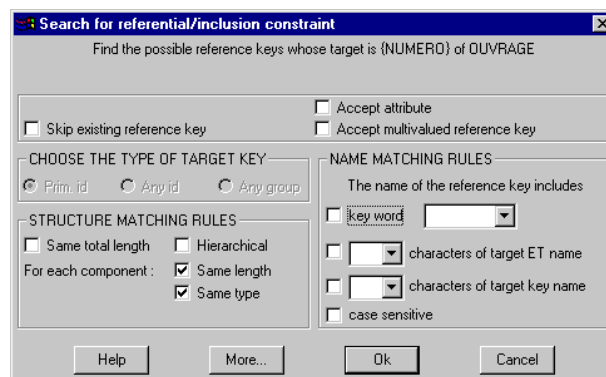 Search for referential/inclusion constraint
Find the possible reference keys whose target is {NUMERO} of OUVRAGE
Accept attribute
Skip existing reference key
Accept multivalued reference key
CHOOSE THE TYPE OF TARGET KEY
Prim. id Any id Any group
STRUCTURE MATCHING RULES
Same total length Hierarchical
For each component : Same length
Same type
NAME MATCHING RULES
The name of the reference key includes
key word
characters of target ET name
characters of target key name
case sensitive
Help More... Ok Cancel